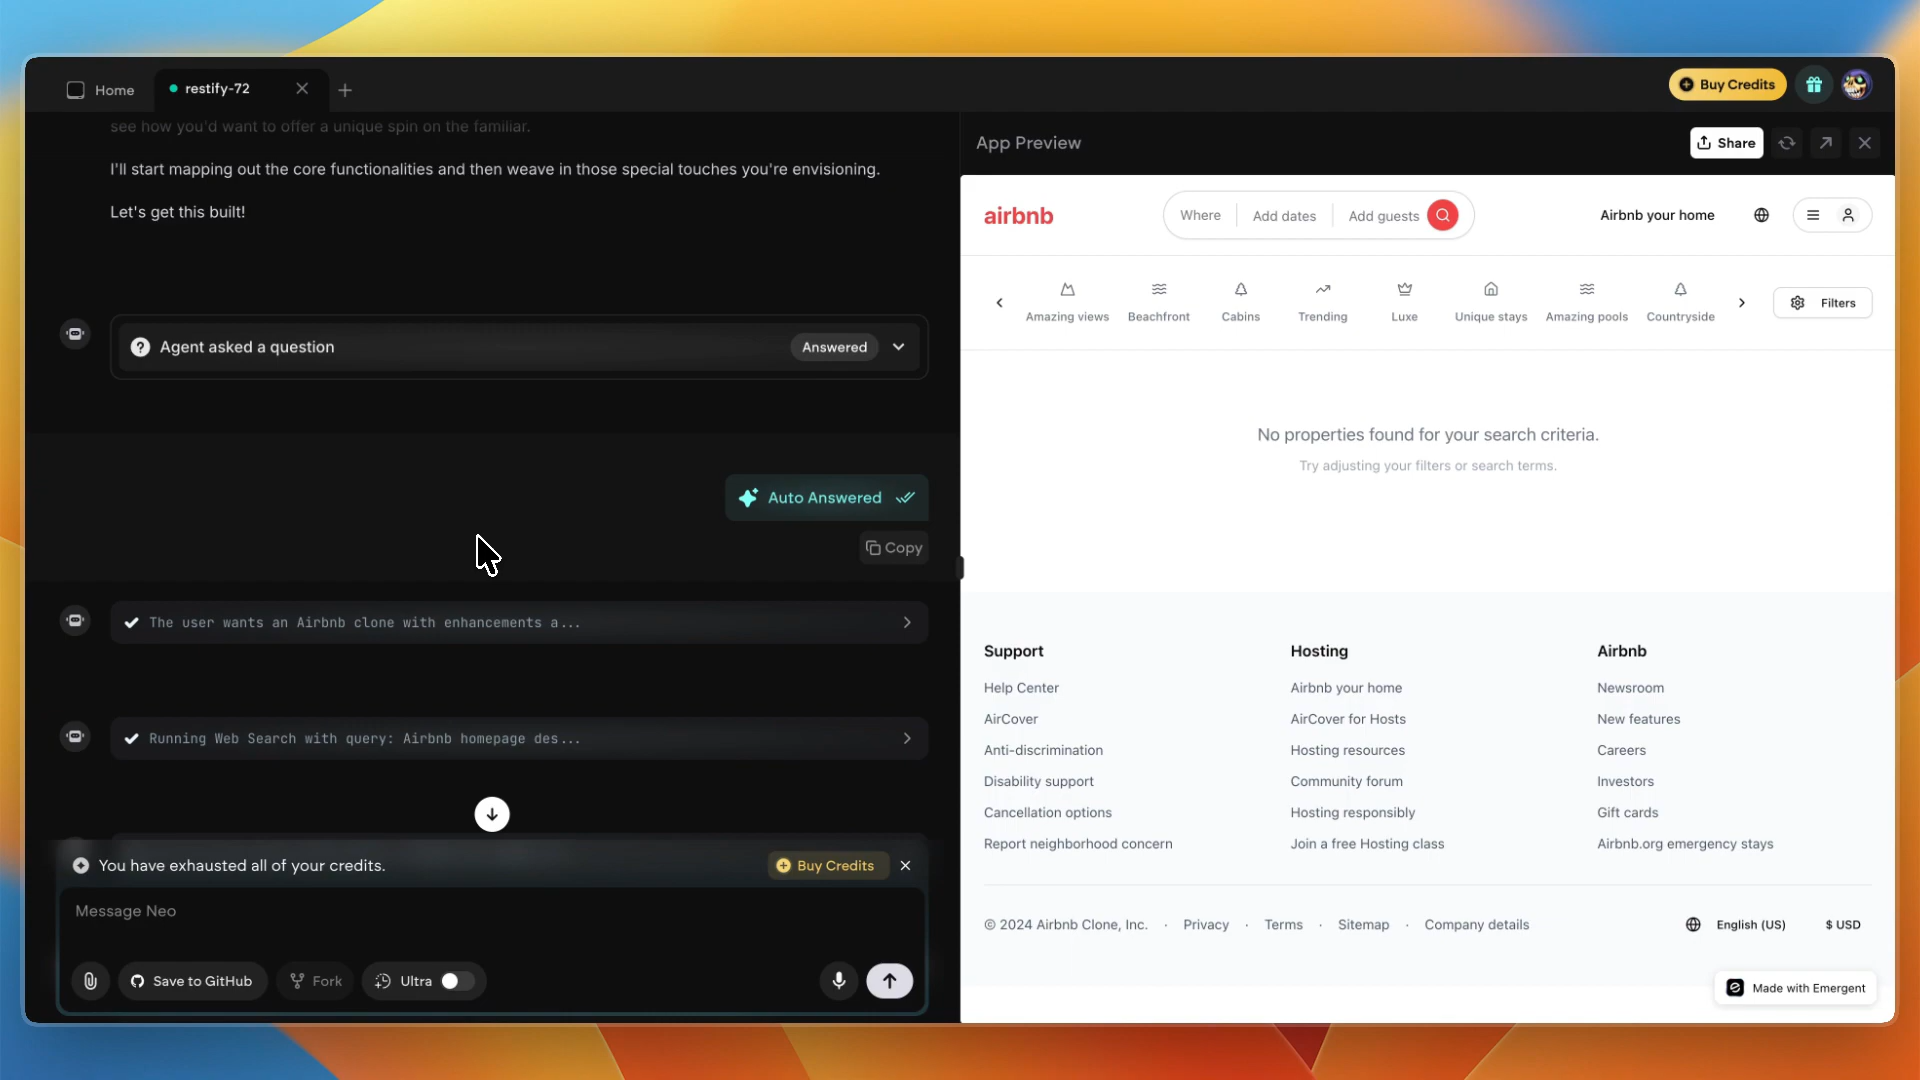 Home
restify-72
Buy Credits
see how you'd want to offer a unique spin on the familiar.
I'll start mapping out the core functionalities and then weave in those special touches you're envisioning.
Let's get this built!
Agent asked a question
Answered
Auto Answered
Copy
The user wants an Airbnb clone with enhancements a...
Running Web Search with query: Airbnb homepage des...
You have exhausted all of your credits.
Buy Credits
Message Neo
Save to GitHub
Fork
Ultra
App Preview
Share
airbnb
Where
Add dates
Add guests
Airbnb your home
Amazing views
Beachfront
Cabins
Trending
Luxe
Unique stays
Amazing pools
Countryside
Filters
No properties found for your search criteria.
Try adjusting your filters or search terms.
Support
Help Center
AirCover
Anti-discrimination
Disability support
Cancellation options
Report neighborhood concern
Hosting
Airbnb your home
AirCover for Hosts
Hosting resources
Community forum
Hosting responsibly
Join a free Hosting class
Airbnb
Newsroom
New features
Careers
Investors
Gift cards
Airbnb.org emergency stays
© 2024 Airbnb Clone, Inc. · Privacy · Terms · Sitemap · Company details
English (US)
$ USD
Made with Emergent